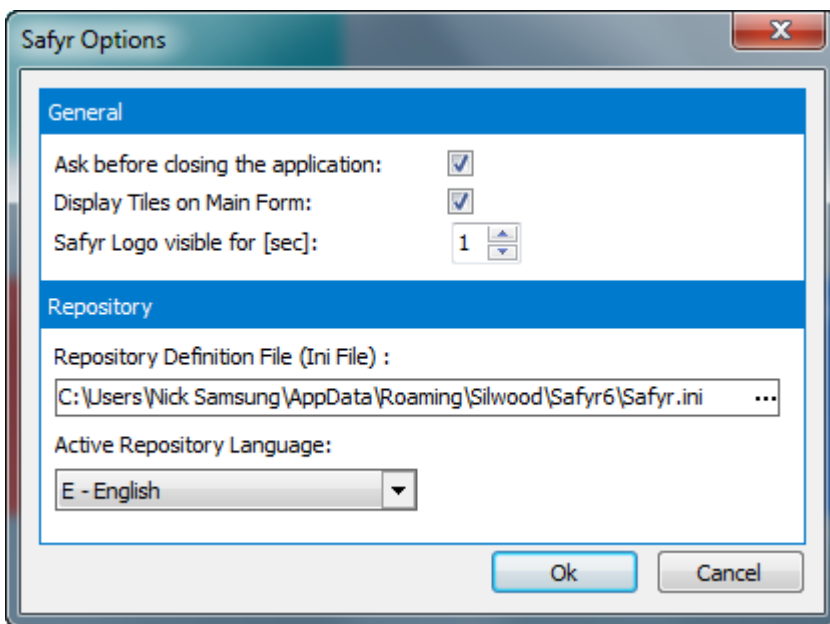 Safyr Options
General
Ask before closing the application:
Display Tiles on Main Form:
Safyr Logo visible for [sec]: 1
Repository
Repository Definition File (Ini File) :
C:\Users\Nick Samsung\AppData\Roaming\Silwood\Safyr6\Safyr.ini ...
Active Repository Language:
E - English
Ok Cancel